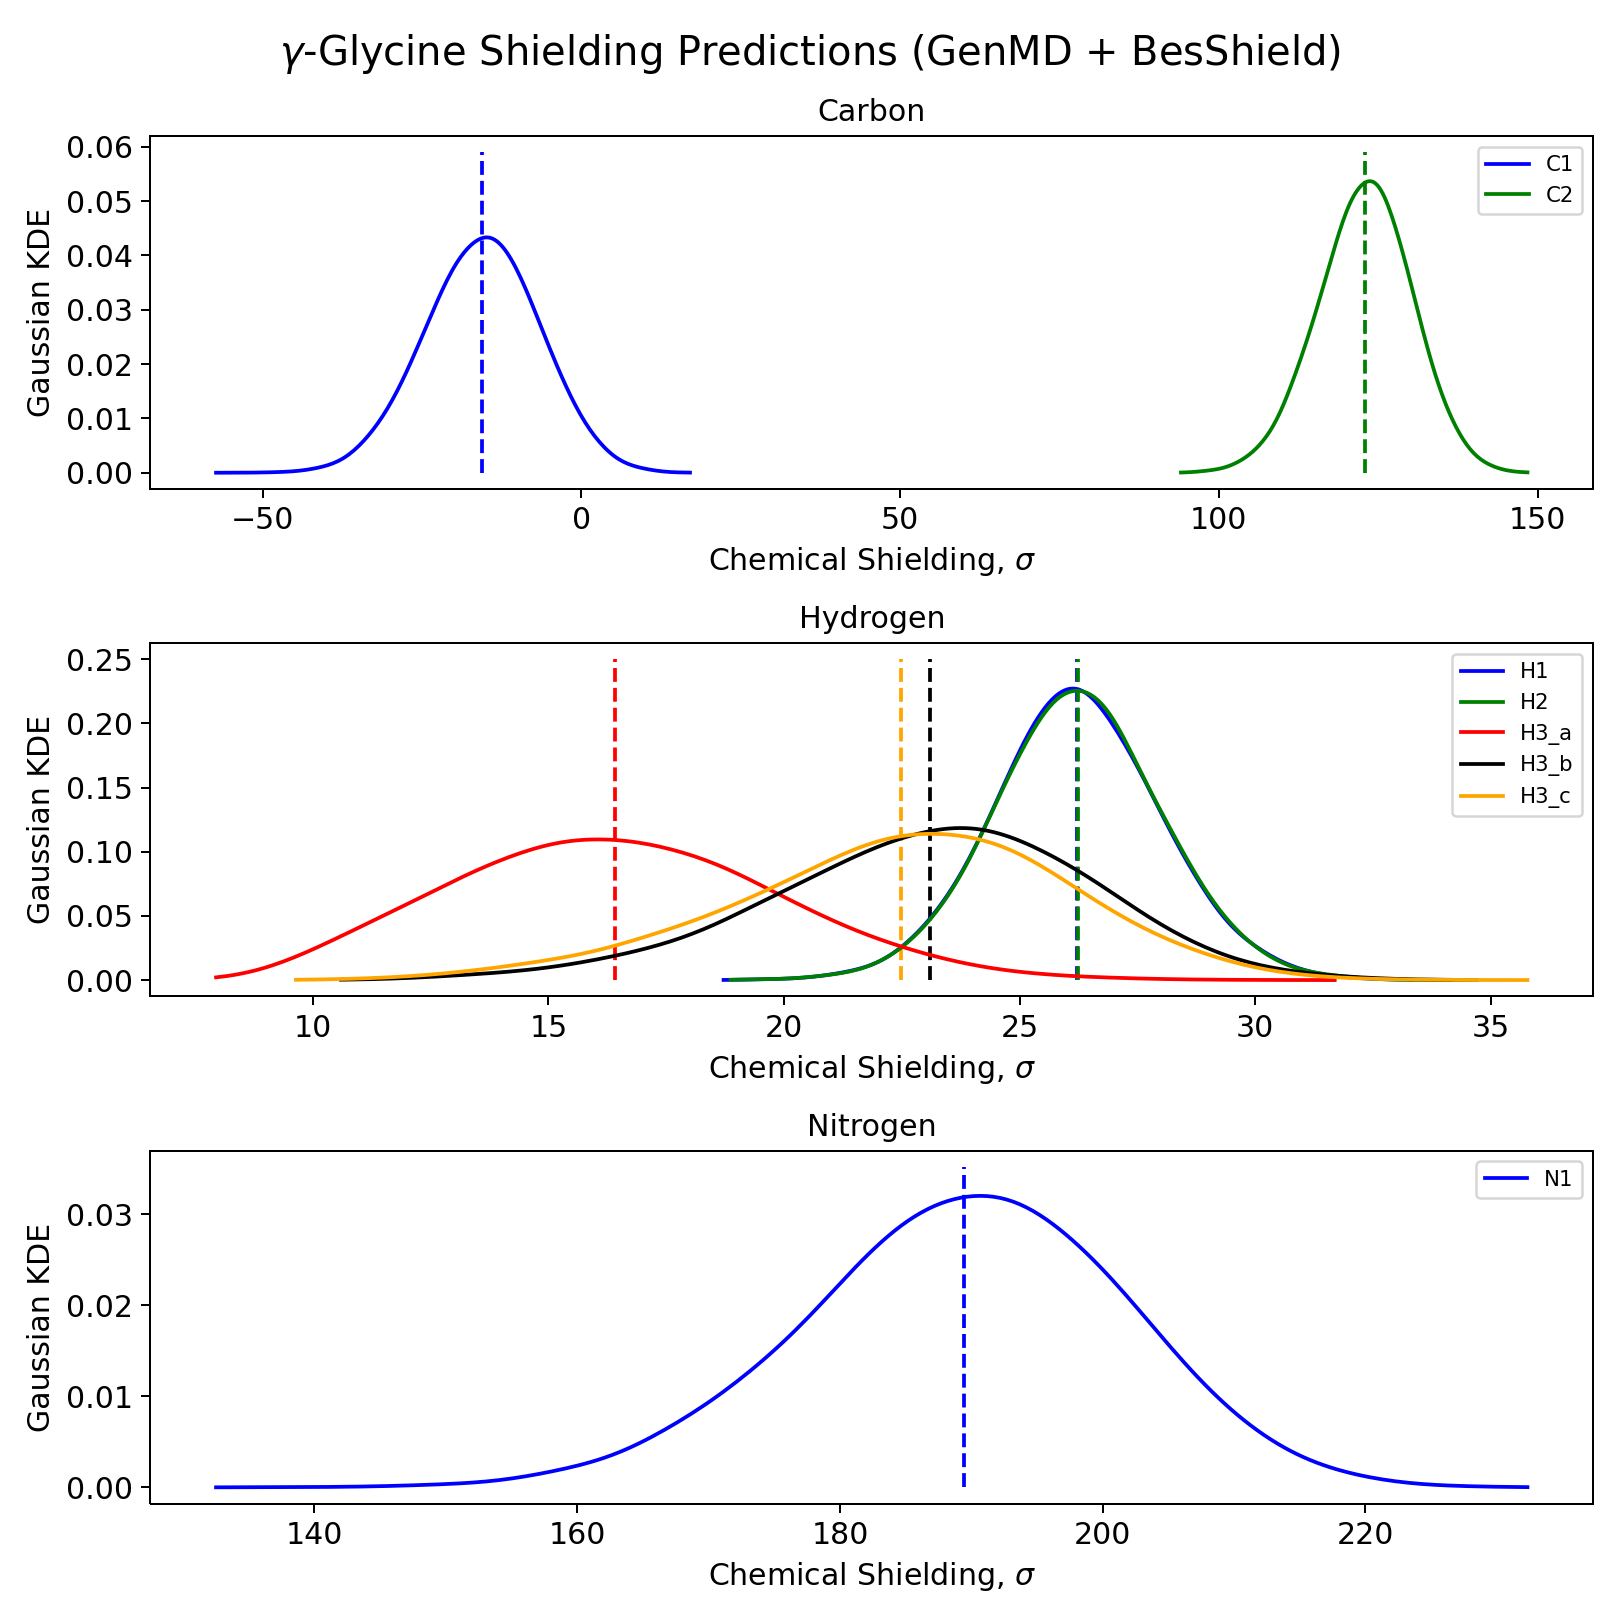 γ-Glycine Shielding Predictions (GenMD + BesShield)
Carbon
Gaussian KDE
0.06
0.05
0.04
0.03
0.02
0.01
0.00
C1
C2
−50 0 50 100 150
Chemical Shielding, σ
Hydrogen
Gaussian KDE
0.25
0.20
0.15
0.10
0.05
0.00
H1
H2
H3_a
H3_b
H3_c
10 15 20 25 30 35
Chemical Shielding, σ
Nitrogen
Gaussian KDE
0.03
0.02
0.01
0.00
N1
140 160 180 200 220
Chemical Shielding, σ